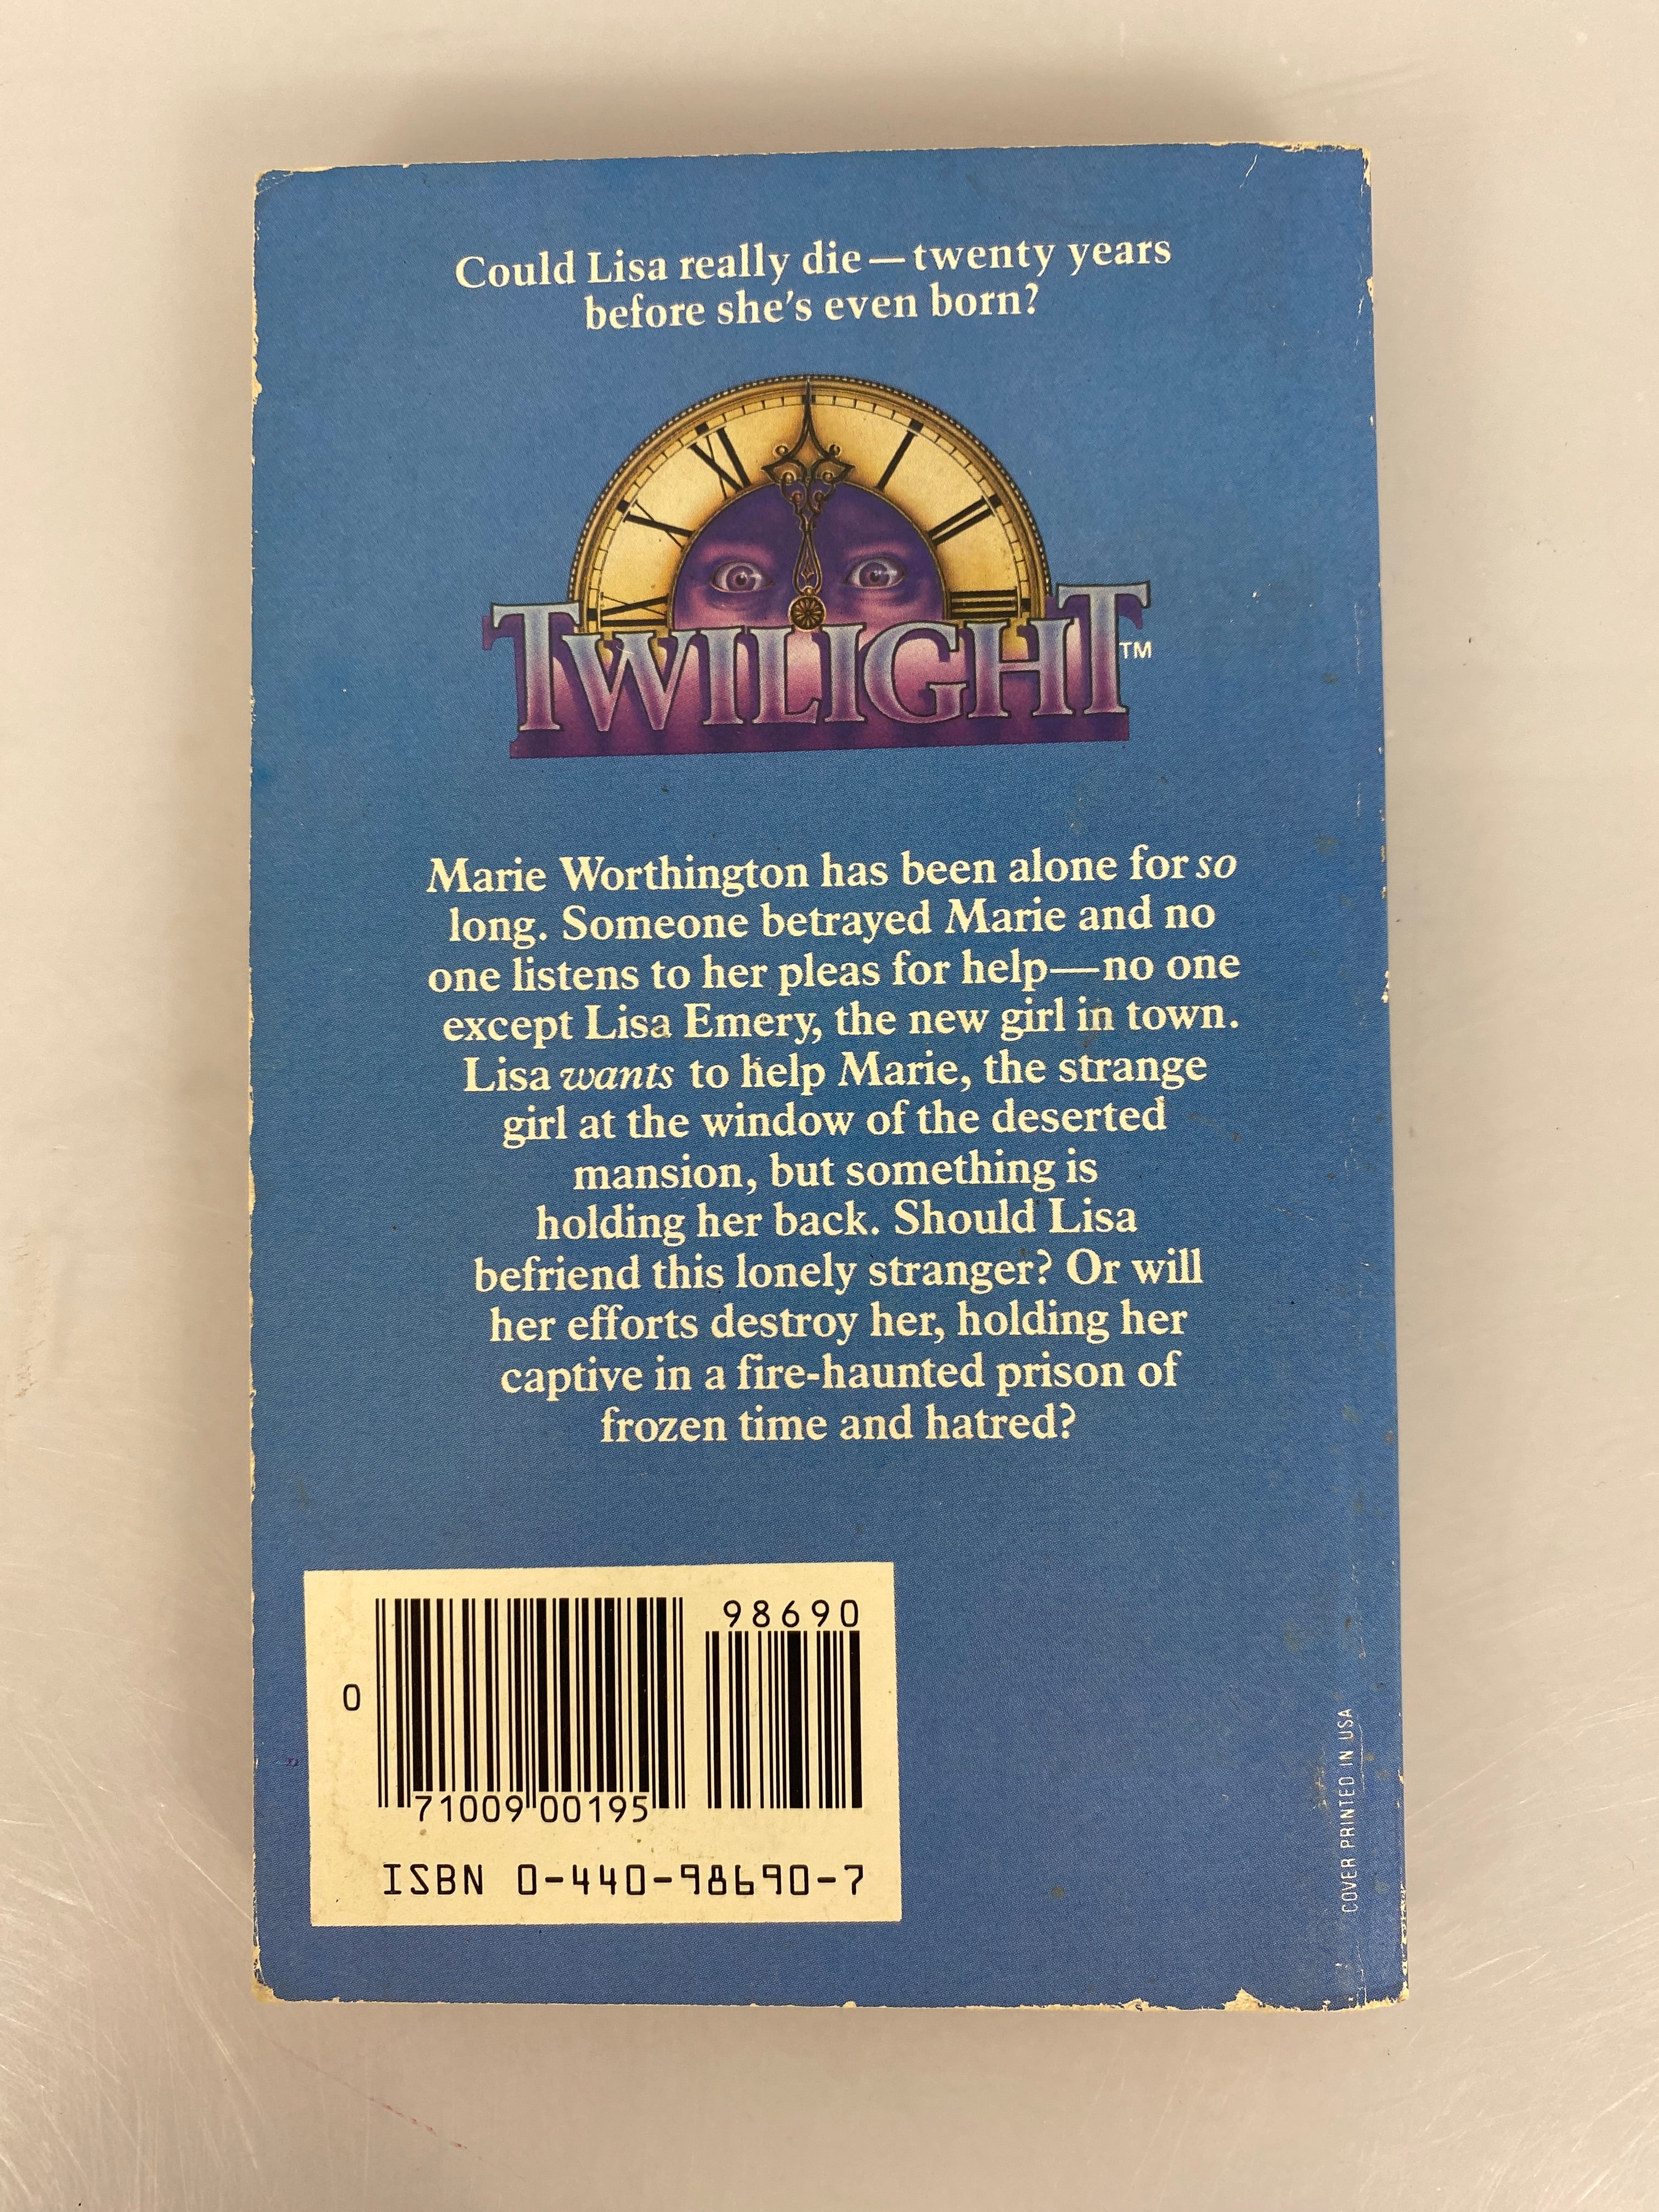 Could Lisa really die—twenty years
before she's even born?
XII
I
XI
II
X
III
IX
TWILIGHT™
Marie Worthington has been alone for so
long. Someone betrayed Marie and no
one listens to her pleas for help—no one
except Lisa Emery, the new girl in town.
Lisa wants to help Marie, the strange
girl at the window of the deserted
mansion, but something is
holding her back. Should Lisa
befriend this lonely stranger? Or will
her efforts destroy her, holding her
captive in a fire-haunted prison of
frozen time and hatred?
98690
0
71009 00195
ISBN 0-440-98690-7
COVER PRINTED IN USA